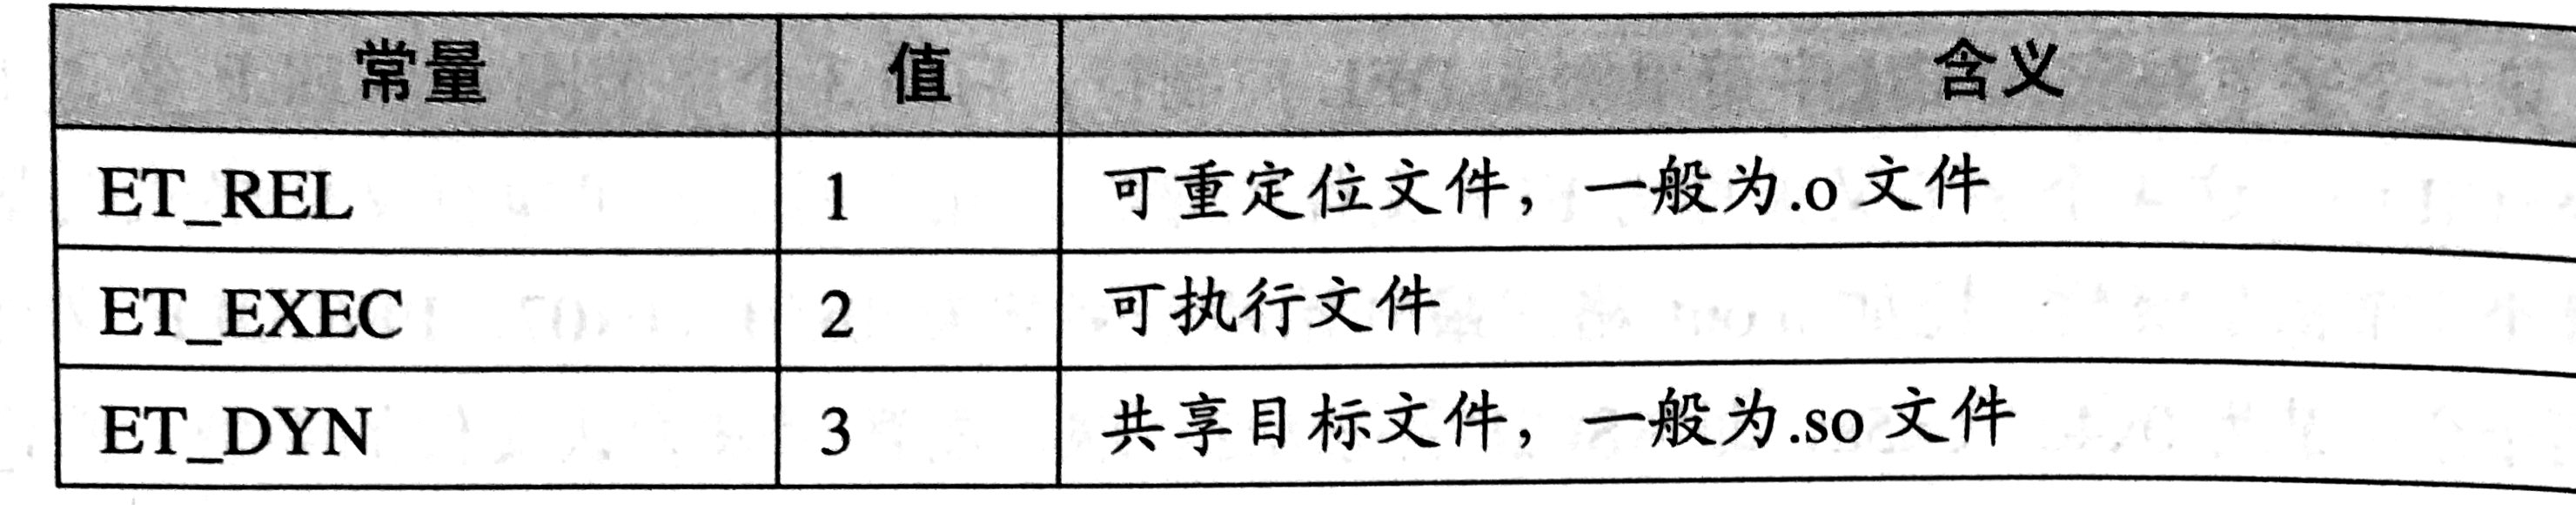 常量 值 含义
ET_REL 1 可重定位文件，一般为.o 文件
ET_EXEC 2 可执行文件
ET_DYN 3 共享目标文件，一般为.so 文件